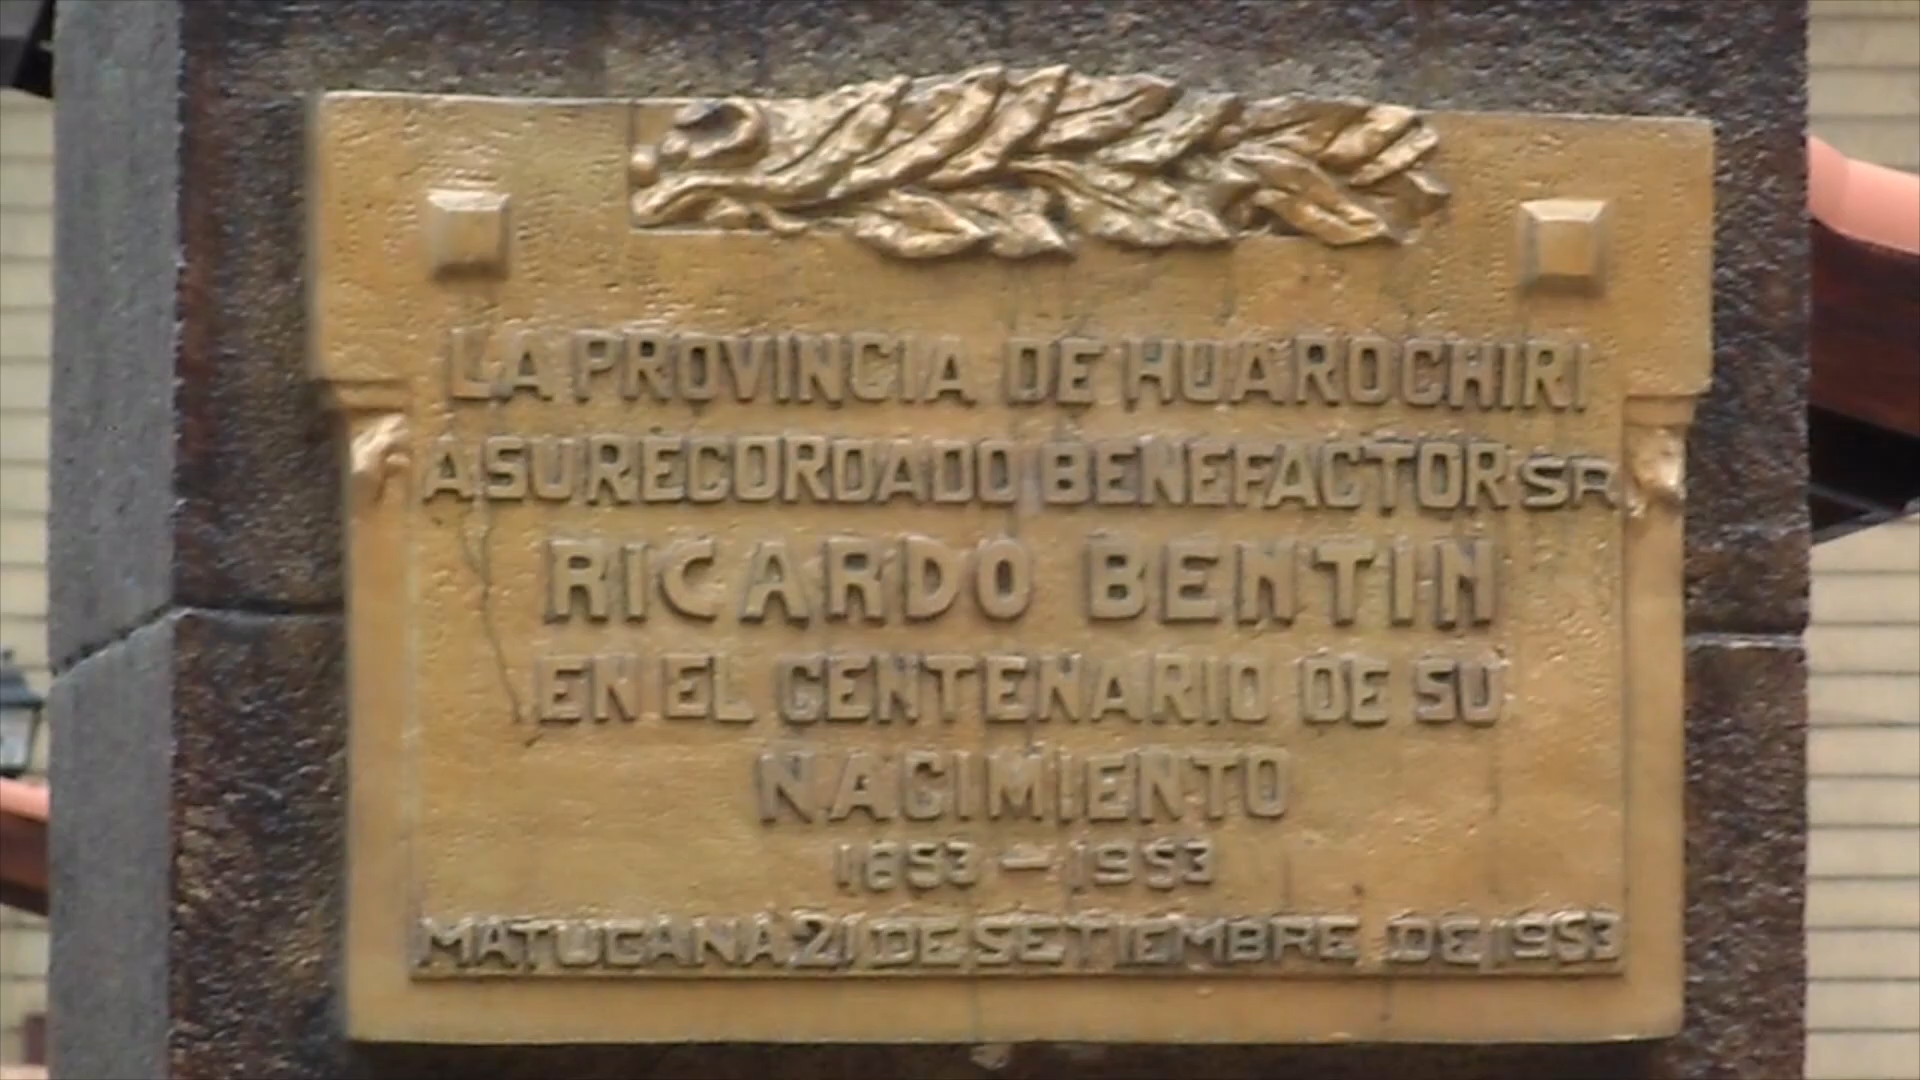 LA PROVINCIA DE HUAROCHIRI
A SU RECORDADO BENEFACTOR SR
RICARDO BENTIN
EN EL CENTENARIO DE SU
NACIMIENTO
1853 – 1953
MATUCANA 21 DE SETIEMBRE DE 1953